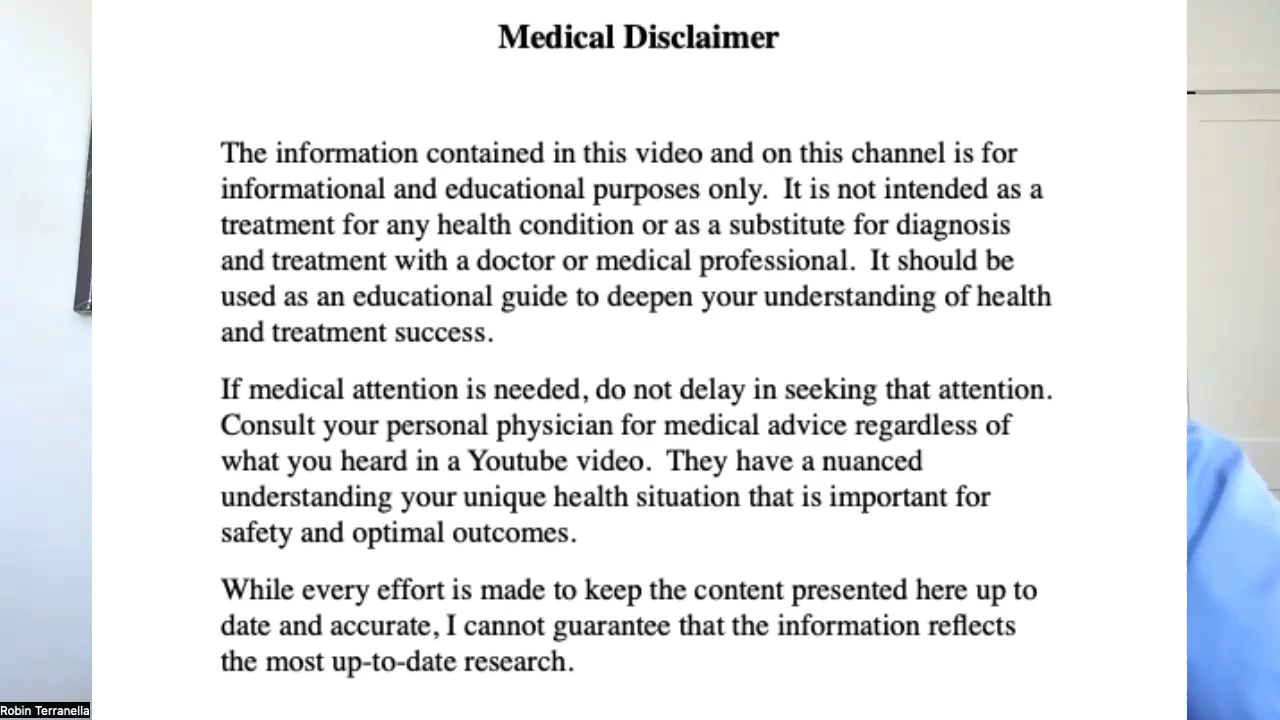 Medical Disclaimer
The information contained in this video and on this channel is for
informational and educational purposes only.  It is not intended as a
treatment for any health condition or as a substitute for diagnosis
and treatment with a doctor or medical professional.  It should be
used as an educational guide to deepen your understanding of health
and treatment success.
If medical attention is needed, do not delay in seeking that attention.
Consult your personal physician for medical advice regardless of
what you heard in a Youtube video.  They have a nuanced
understanding your unique health situation that is important for
safety and optimal outcomes.
While every effort is made to keep the content presented here up to
date and accurate, I cannot guarantee that the information reflects
the most up-to-date research.
Robin Terranella